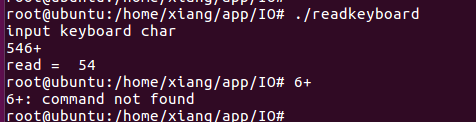 root@ubuntu:/home/xiang/app/IO# ./readkeyboard
input keyboard char
546+
read =  54
root@ubuntu:/home/xiang/app/IO# 6+
6+: command not found
root@ubuntu:/home/xiang/app/IO#